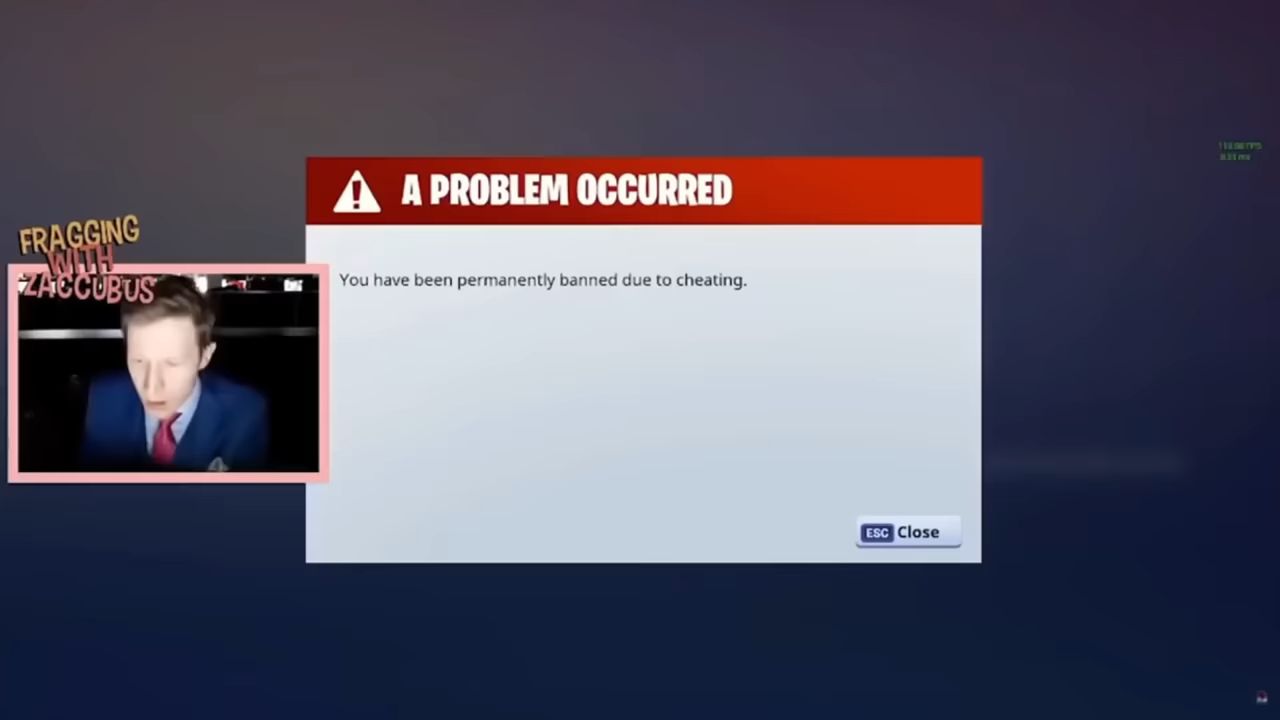 A PROBLEM OCCURRED
FRAGGING
WITH
ZACCUBUS
You have been permanently banned due to cheating.
ESC Close